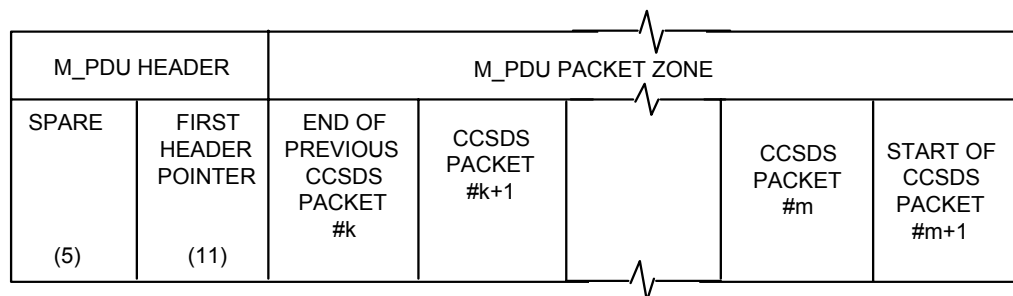 M_PDU HEADER
M_PDU PACKET ZONE
SPARE
(5)
FIRST
HEADER
POINTER
(11)
END OF
PREVIOUS
CCSDS
PACKET
#k
CCSDS
PACKET
#k+1
CCSDS
PACKET
#m
START OF
CCSDS
PACKET
#m+1